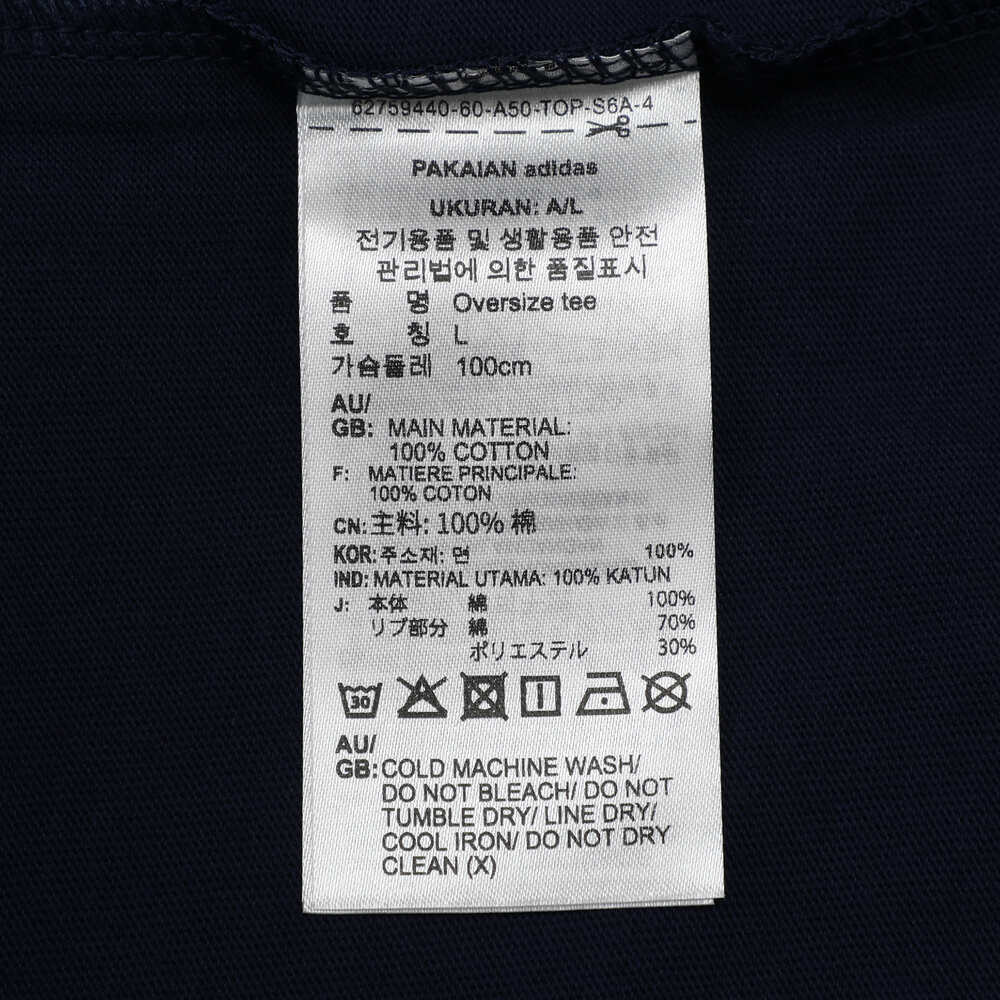 62759440-60-A50-TOP-S6A-4
PAKAIAN adidas
UKURAN: A/L
전기용품 및 생활용품 안전
관리법에 의한 품질표시
품 명 Oversize tee
호 칭 L
가슴둘레 100cm
AU/
GB: MAIN MATERIAL:
100% COTTON
F: MATIERE PRINCIPALE:
100% COTON
CN: 主料: 100% 棉
KOR: 주소재: 면 100%
IND: MATERIAL UTAMA: 100% KATUN
J: 本体 綿 100%
リブ部分 綿 70%
ポリエステル 30%
30
AU/
GB: COLD MACHINE WASH/
DO NOT BLEACH/ DO NOT
TUMBLE DRY/ LINE DRY/
COOL IRON/ DO NOT DRY
CLEAN (X)